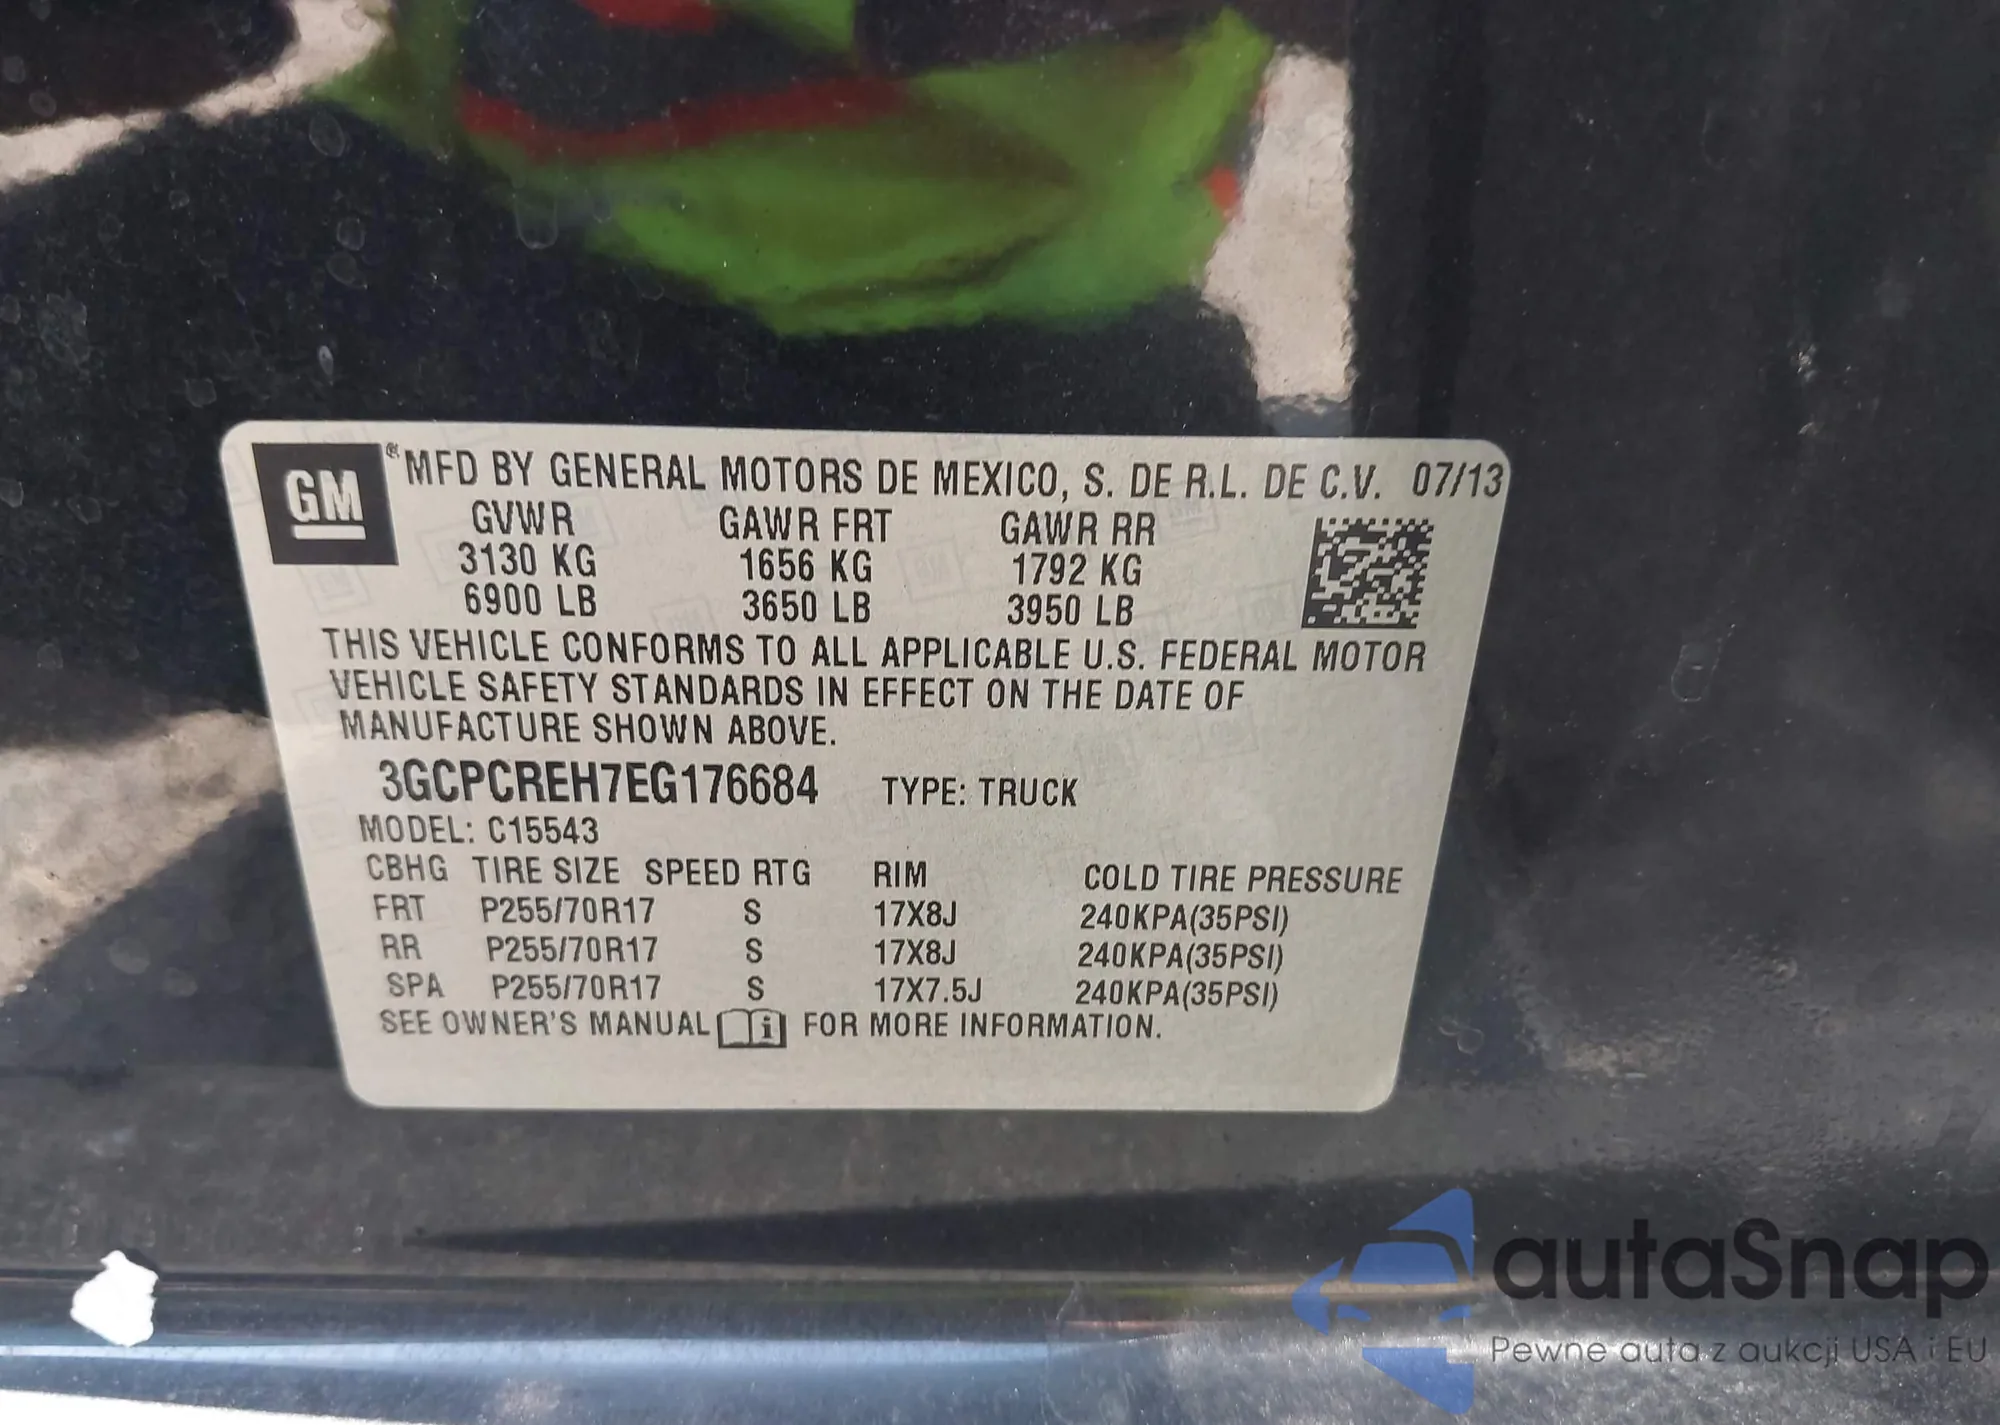 GM ® MFD BY GENERAL MOTORS DE MEXICO, S. DE R.L. DE C.V. 07/13
GVWR GAWR FRT GAWR RR
3130 KG 1656 KG 1792 KG
6900 LB 3650 LB 3950 LB
THIS VEHICLE CONFORMS TO ALL APPLICABLE U.S. FEDERAL MOTOR
VEHICLE SAFETY STANDARDS IN EFFECT ON THE DATE OF
MANUFACTURE SHOWN ABOVE.
3GCPCREH7EG176684 TYPE: TRUCK
MODEL: C15543
CBHG TIRE SIZE SPEED RTG RIM COLD TIRE PRESSURE
FRT P255/70R17 S 17X8J 240KPA(35PSI)
RR P255/70R17 S 17X8J 240KPA(35PSI)
SPA P255/70R17 S 17X7.5J 240KPA(35PSI)
SEE OWNER'S MANUAL i FOR MORE INFORMATION.
autaSnap
Pewne auta z aukcji USA i EU